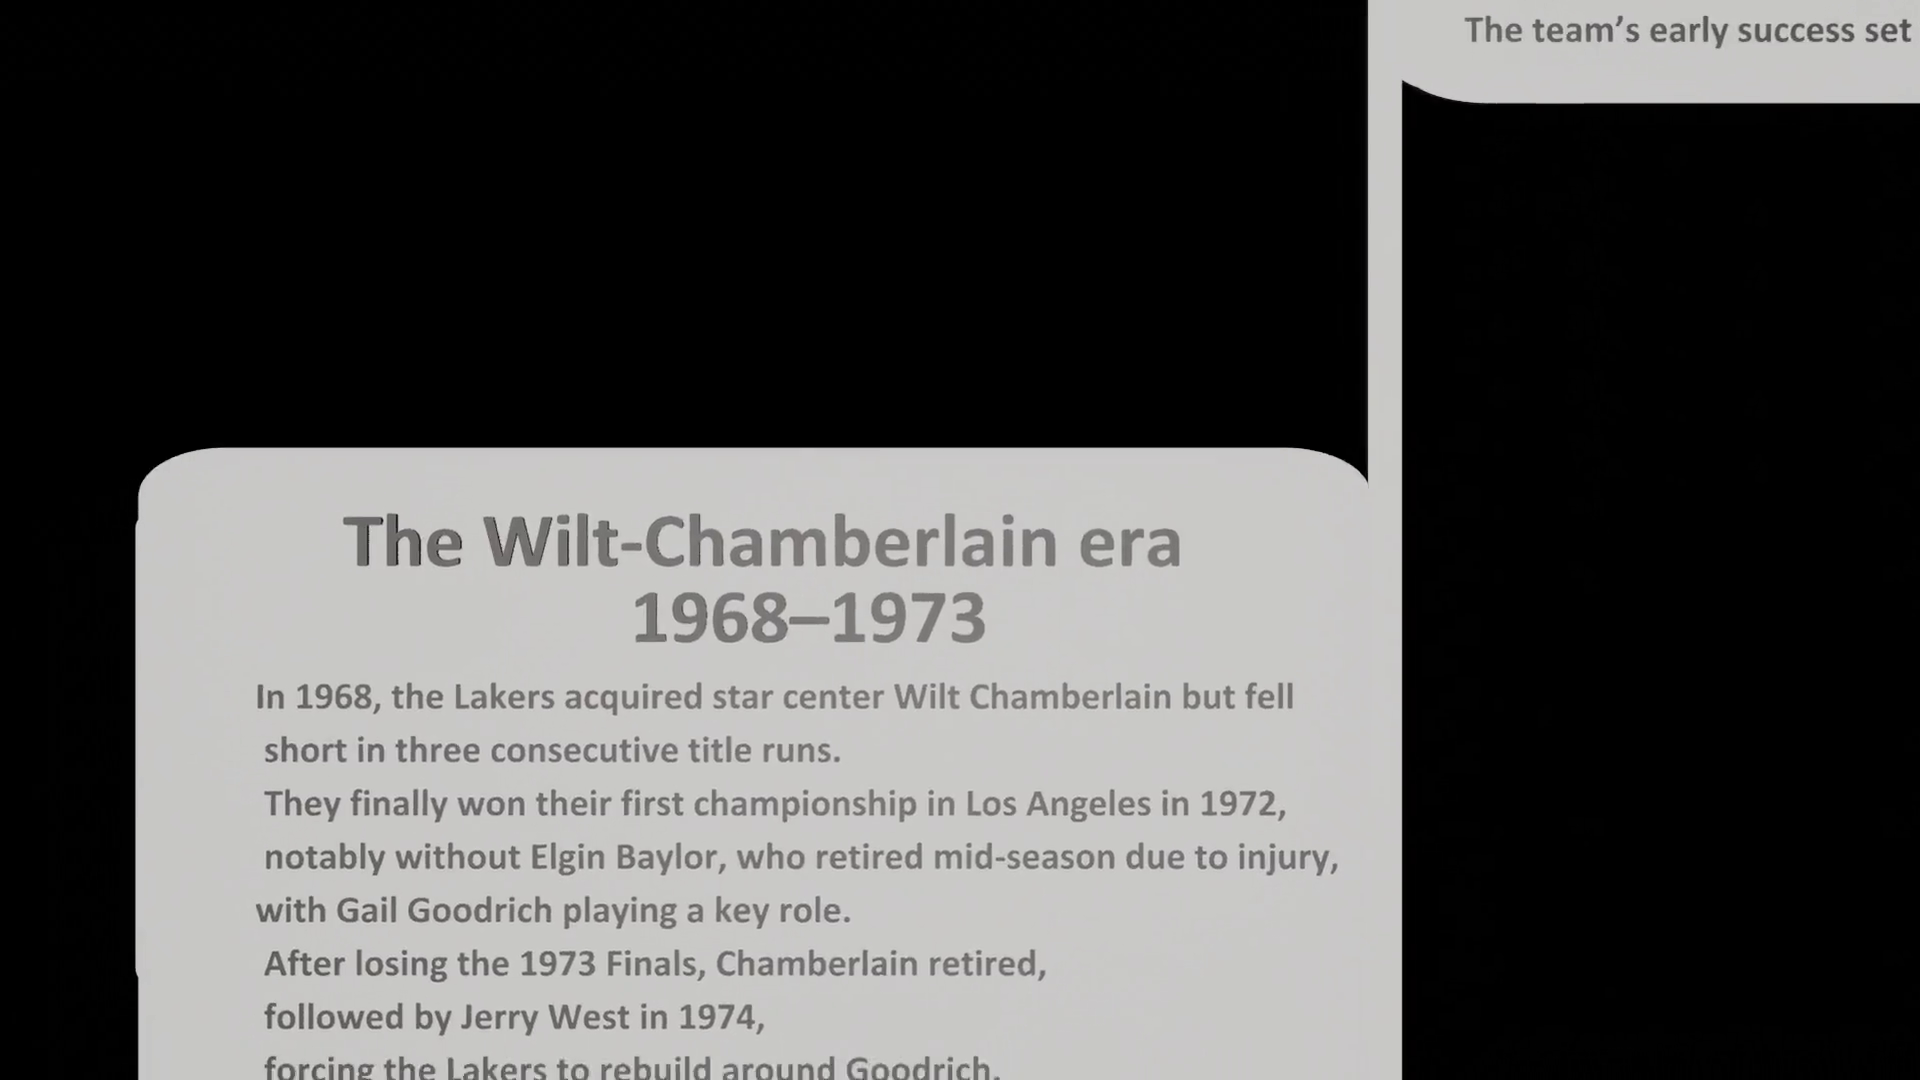 The team’s early success set
The Wilt-Chamberlain era
1968–1973
In 1968, the Lakers acquired star center Wilt Chamberlain but fell
short in three consecutive title runs.
They finally won their first championship in Los Angeles in 1972,
notably without Elgin Baylor, who retired mid-season due to injury,
with Gail Goodrich playing a key role.
After losing the 1973 Finals, Chamberlain retired,
followed by Jerry West in 1974,
forcing the Lakers to rebuild around Goodrich.